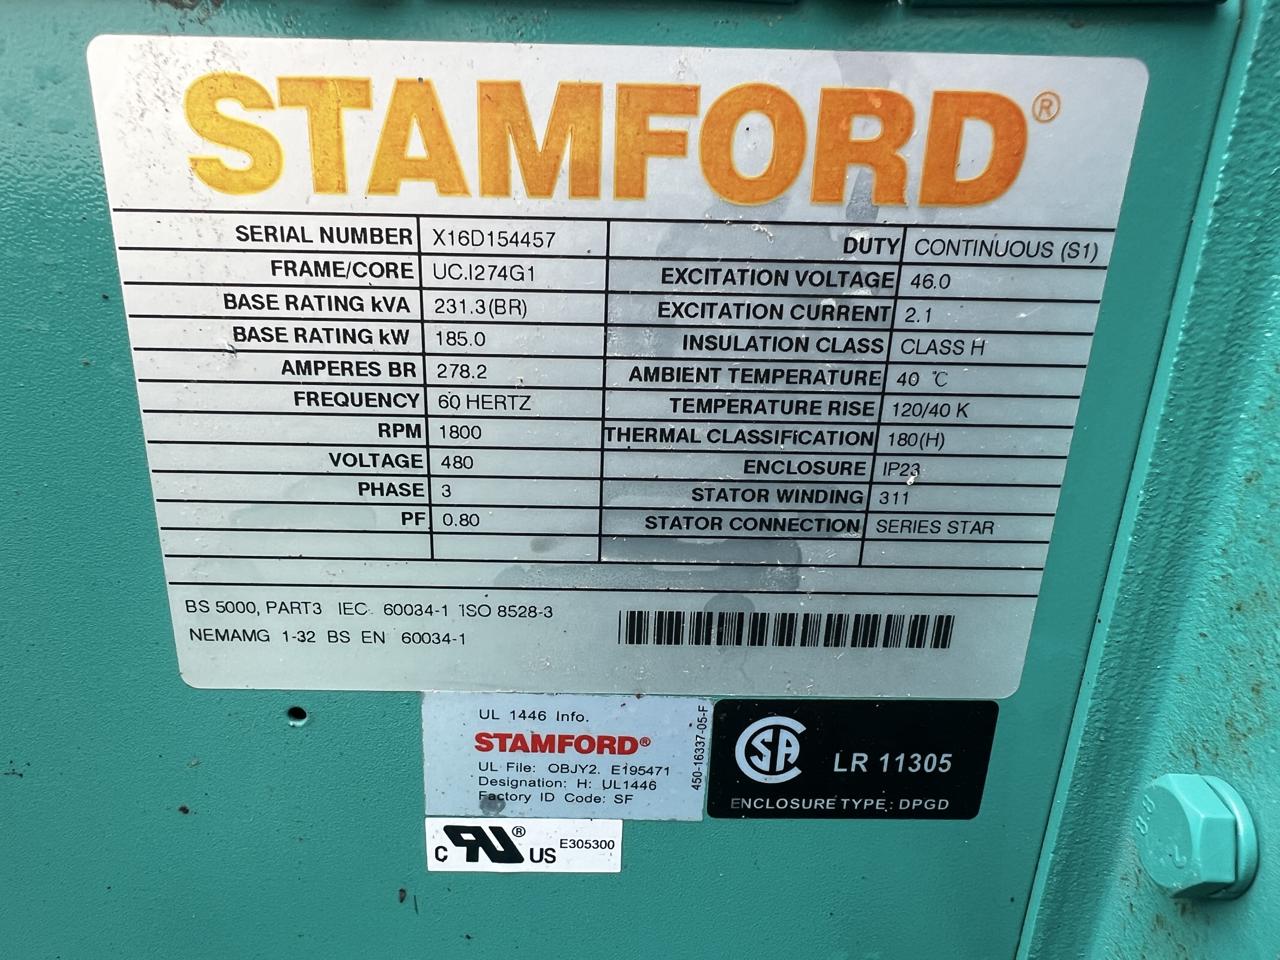 STAMFORD®
SERIAL NUMBER X16D154457
FRAME/CORE UC.I274G1
BASE RATING kVA 231.3(BR)
BASE RATING kW 185.0
AMPERES BR 278.2
FREQUENCY 60 HERTZ
RPM 1800
VOLTAGE 480
PHASE 3
PF 0.80
DUTY CONTINUOUS (S1)
EXCITATION VOLTAGE 46.0
EXCITATION CURRENT 2.1
INSULATION CLASS CLASS H
AMBIENT TEMPERATURE 40 ℃
TEMPERATURE RISE 120/40 K
THERMAL CLASSIFICATION 180(H)
ENCLOSURE IP23
STATOR WINDING 311
STATOR CONNECTION SERIES STAR
BS 5000, PART3 IEC 60034-1 ISO 8528-3
NEMAMG 1-32 BS EN 60034-1
UL 1446 Info.
STAMFORD®
UL File: OBJY2. E195471
Designation: H: UL1446
Factory ID Code: SF
450-16337-05-F
SA
LR 11305
ENCLOSURE TYPE: DPGD
C RU® US E305300
8.8